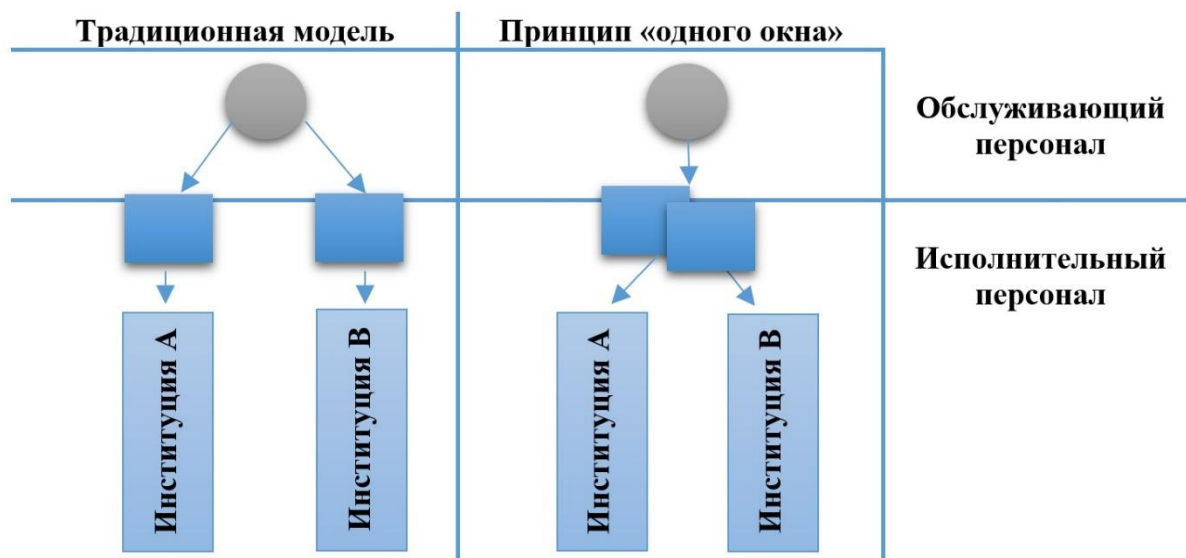 Традиционная модель
Принцип «одного окна»
Обслуживающий
персонал
Исполнительный
персонал
Институция А
Институция В
Институция А
Институция В